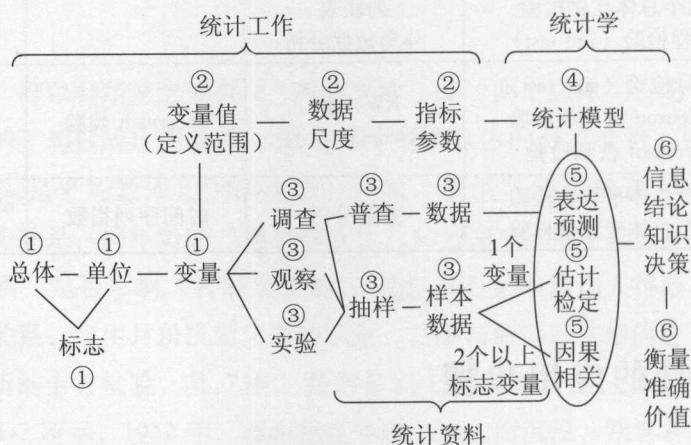 统计工作 统计学
② ② ② ④
变量值 数据 指标 统计模型
(定义范围) 尺度 参数
⑥
信息
结论
知识
决策
③ ③ ③ ⑤
调查 普查 数据 表达
预测
① ① ① ③ 1个 ⑤
总体 单位 变量 观察 变量 估计
检定
③ ③ ③ ⑤
实验 抽样 样本 因果
数据 相关
标志
①
2个以上
标志变量
⑥
衡量
准确
价值
统计资料